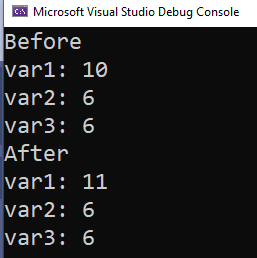 Microsoft Visual Studio Debug Console
Before
var1: 10
var2: 6
var3: 6
After
var1: 11
var2: 6
var3: 6